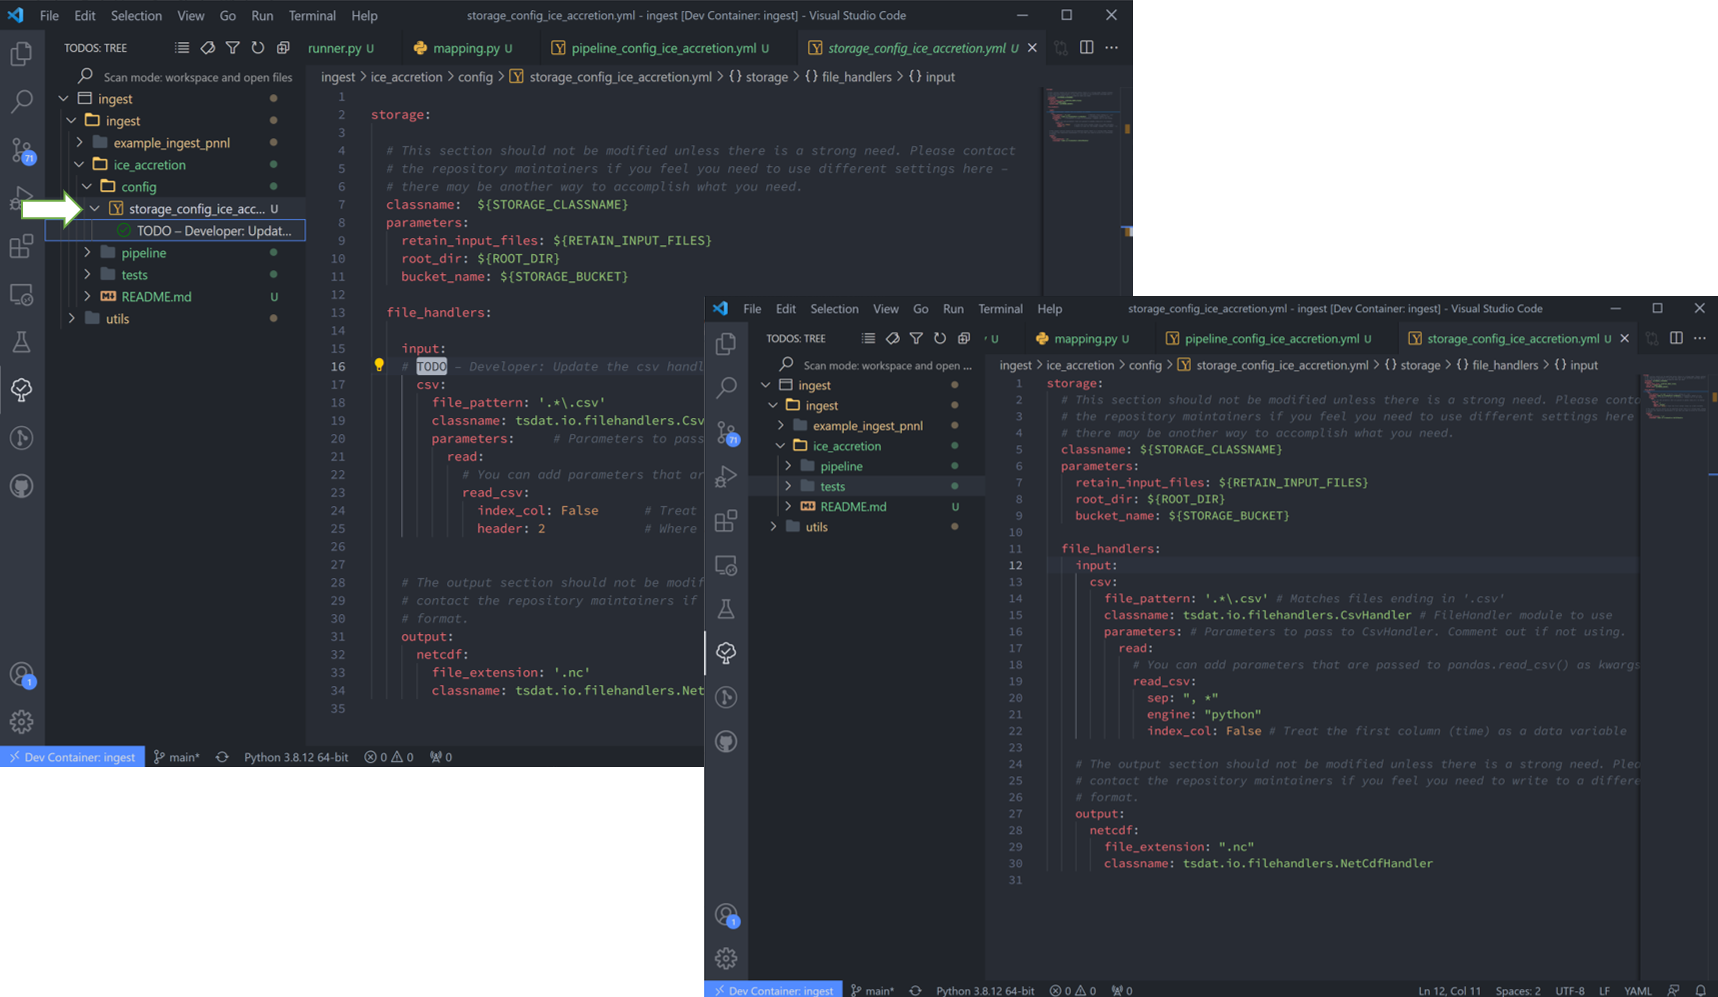 File Edit Selection View Go Run Terminal Help storage_config_ice_accretion.yml - ingest [Dev Container: ingest] - Visual Studio Code
TODOS: TREE
runner.py U mapping.py U pipeline_config_ice_accretion.yml U storage_config_ice_accretion.yml U
Scan mode: workspace and open files
ingest
ingest
example_ingest_pnnl
ice_accretion
config
storage_config_ice_acc... U
TODO – Developer: Updat...
pipeline
tests
README.md U
utils
71
1
ingest > ice_accretion > config > storage_config_ice_accretion.yml > {} storage > {} file_handlers > {} input
1
2 storage:
3
4 # This section should not be modified unless there is a strong need. Please contact
5 # the repository maintainers if you feel you need to use different settings here –
6 # there may be another way to accomplish what you need.
7 classname: ${STORAGE_CLASSNAME}
8 parameters:
9 retain_input_files: ${RETAIN_INPUT_FILES}
10 root_dir: ${ROOT_DIR}
11 bucket_name: ${STORAGE_BUCKET}
12
13 file_handlers:
14
15 input:
16 # TODO – Developer: Update the csv handl
17 csv:
18 file_pattern: '.*\.csv'
19 classname: tsdat.io.filehandlers.Csv
20 parameters: # Parameters to pass
21 read:
22 # You can add parameters that ar
23 read_csv:
24 index_col: False # Treat
25 header: 2 # Where
26
27
28 # The output section should not be modif
29 # contact the repository maintainers if
30 # format.
31 output:
32 netcdf:
33 file_extension: '.nc'
34 classname: tsdat.io.filehandlers.Net
35
Dev Container: ingest main* Python 3.8.12 64-bit 0 0 0
File Edit Selection View Go Run Terminal Help storage_config_ice_accretion.yml - ingest [Dev Container: ingest] - Visual Studio Code
TODOS: TREE
U mapping.py U pipeline_config_ice_accretion.yml U storage_config_ice_accretion.yml U
Scan mode: workspace and open ...
ingest
ingest
example_ingest_pnnl
ice_accretion
pipeline
tests
README.md U
utils
71
1
ingest > ice_accretion > config > storage_config_ice_accretion.yml > {} storage > {} file_handlers > {} input
1 storage:
2 # This section should not be modified unless there is a strong need. Please conta
3 # the repository maintainers if you feel you need to use different settings here
4 # there may be another way to accomplish what you need.
5 classname: ${STORAGE_CLASSNAME}
6 parameters:
7 retain_input_files: ${RETAIN_INPUT_FILES}
8 root_dir: ${ROOT_DIR}
9 bucket_name: ${STORAGE_BUCKET}
10
11 file_handlers:
12 input:
13 csv:
14 file_pattern: '.*\.csv' # Matches files ending in '.csv'
15 classname: tsdat.io.filehandlers.CsvHandler # FileHandler module to use
16 parameters: # Parameters to pass to CsvHandler. Comment out if not using.
17 read:
18 # You can add parameters that are passed to pandas.read_csv() as kwargs
19 read_csv:
20 sep: ", *"
21 engine: "python"
22 index_col: False # Treat the first column (time) as a data variable
23
24 # The output section should not be modified unless there is a strong need. Plea
25 # contact the repository maintainers if you feel you need to write to a differe
26 # format.
27 output:
28 netcdf:
29 file_extension: ".nc"
30 classname: tsdat.io.filehandlers.NetCdfHandler
31
Dev Container: ingest main* Python 3.8.12 64-bit 0 0 0 Ln 12, Col 11 Spaces: 2 UTF-8 LF YAML